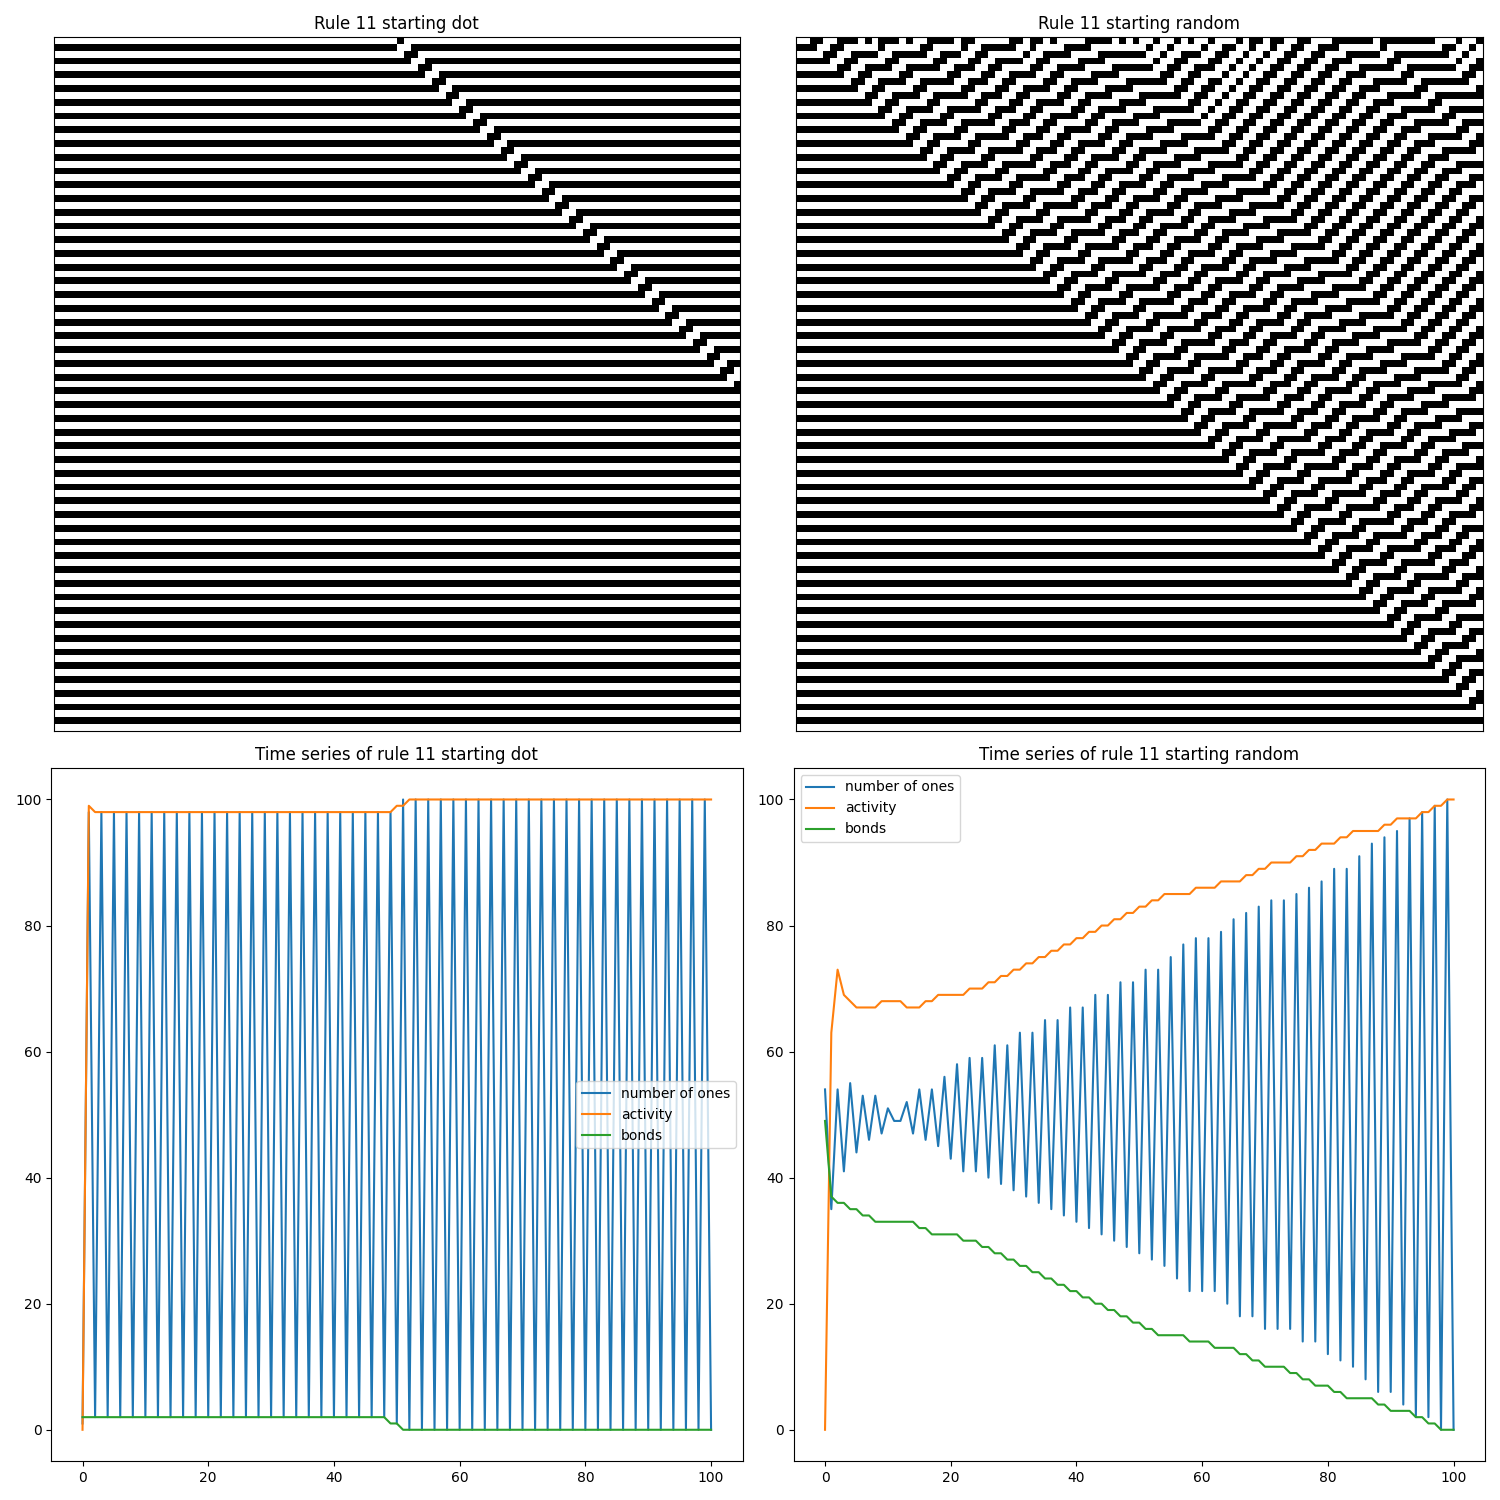 Rule 11 starting dot
Rule 11 starting random
Time series of rule 11 starting dot
100
80
60
40
20
0
number of ones
activity
bonds
0
20
40
60
80
100
Time series of rule 11 starting random
number of ones
activity
bonds
100
80
60
40
20
0
0
20
40
60
80
100